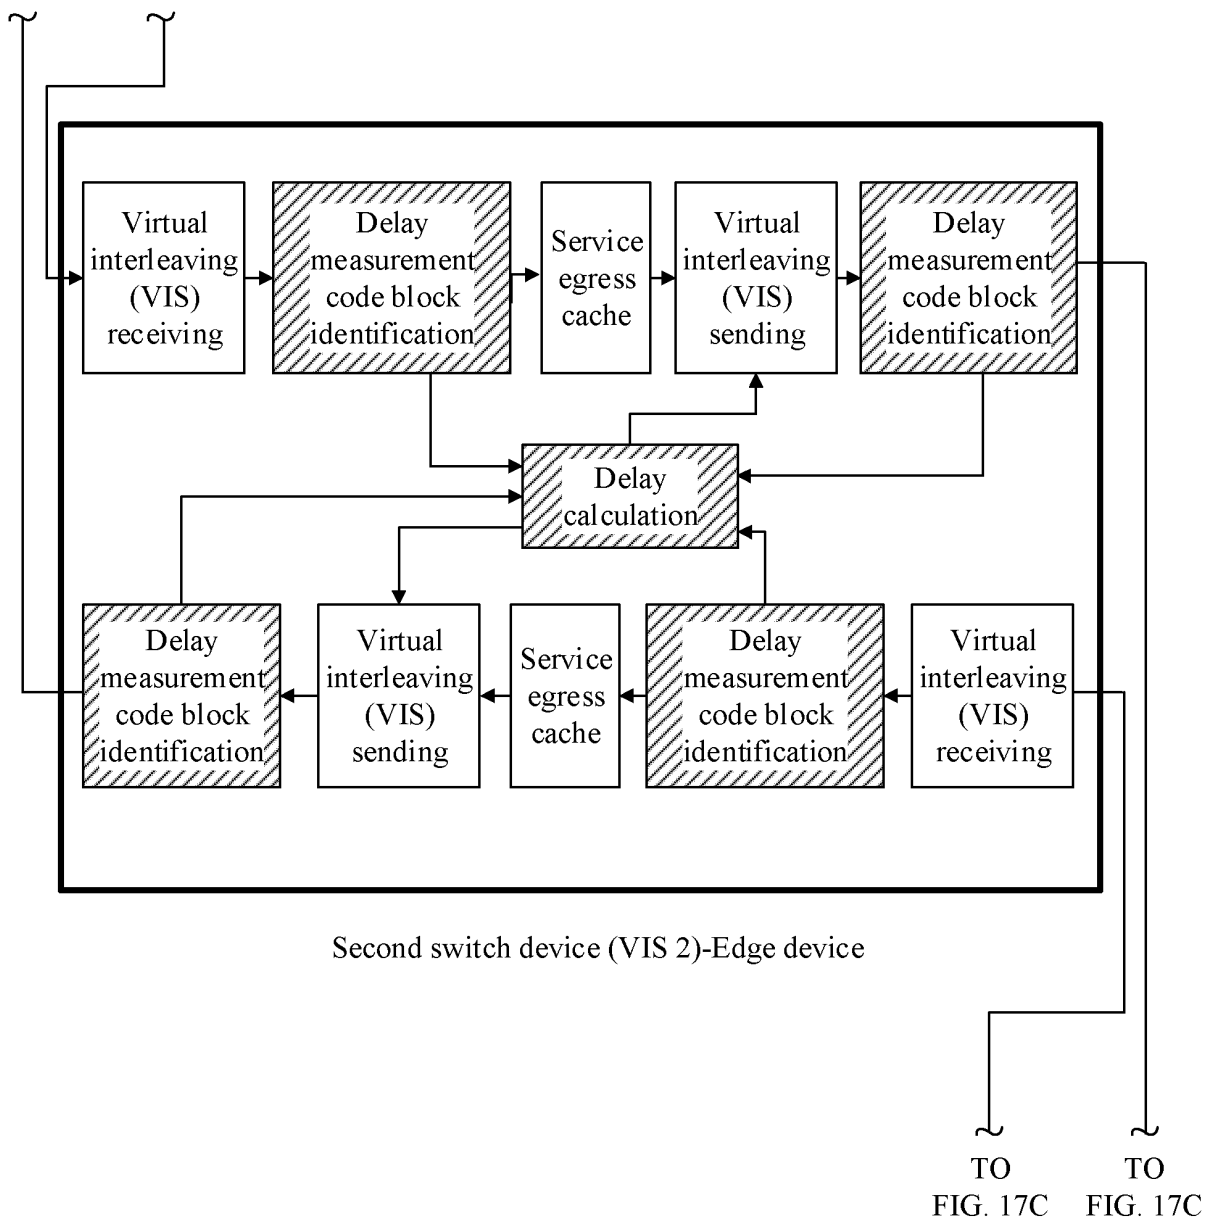 Virtual
interleaving
(VIS)
receiving
Delay
measurement
code block
identification
Service
egress
cache
Virtual
interleaving
(VIS)
sending
Delay
measurement
code block
identification
Delay
calculation
Delay
measurement
code block
identification
Virtual
interleaving
(VIS)
sending
Service
egress
cache
Delay
measurement
code block
identification
Virtual
interleaving
(VIS)
receiving
Second switch device (VIS 2)-Edge device
TO
FIG. 17C
TO
FIG. 17C